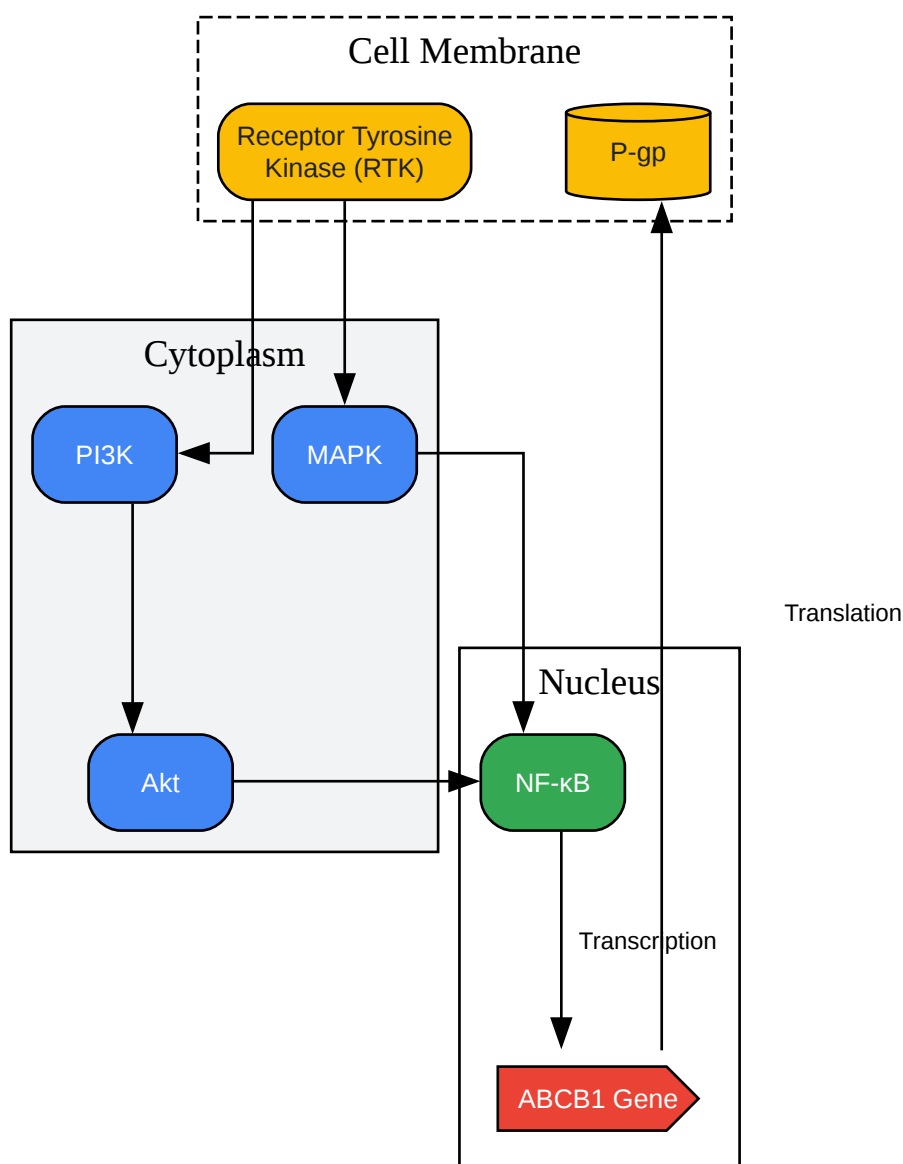 Cell Membrane
Receptor Tyrosine
Kinase (RTK)
P-gp
Cytoplasm
PI3K
MAPK
Translation
Nucleus
Akt
NF-κB
Transcription
ABCB1 Gene